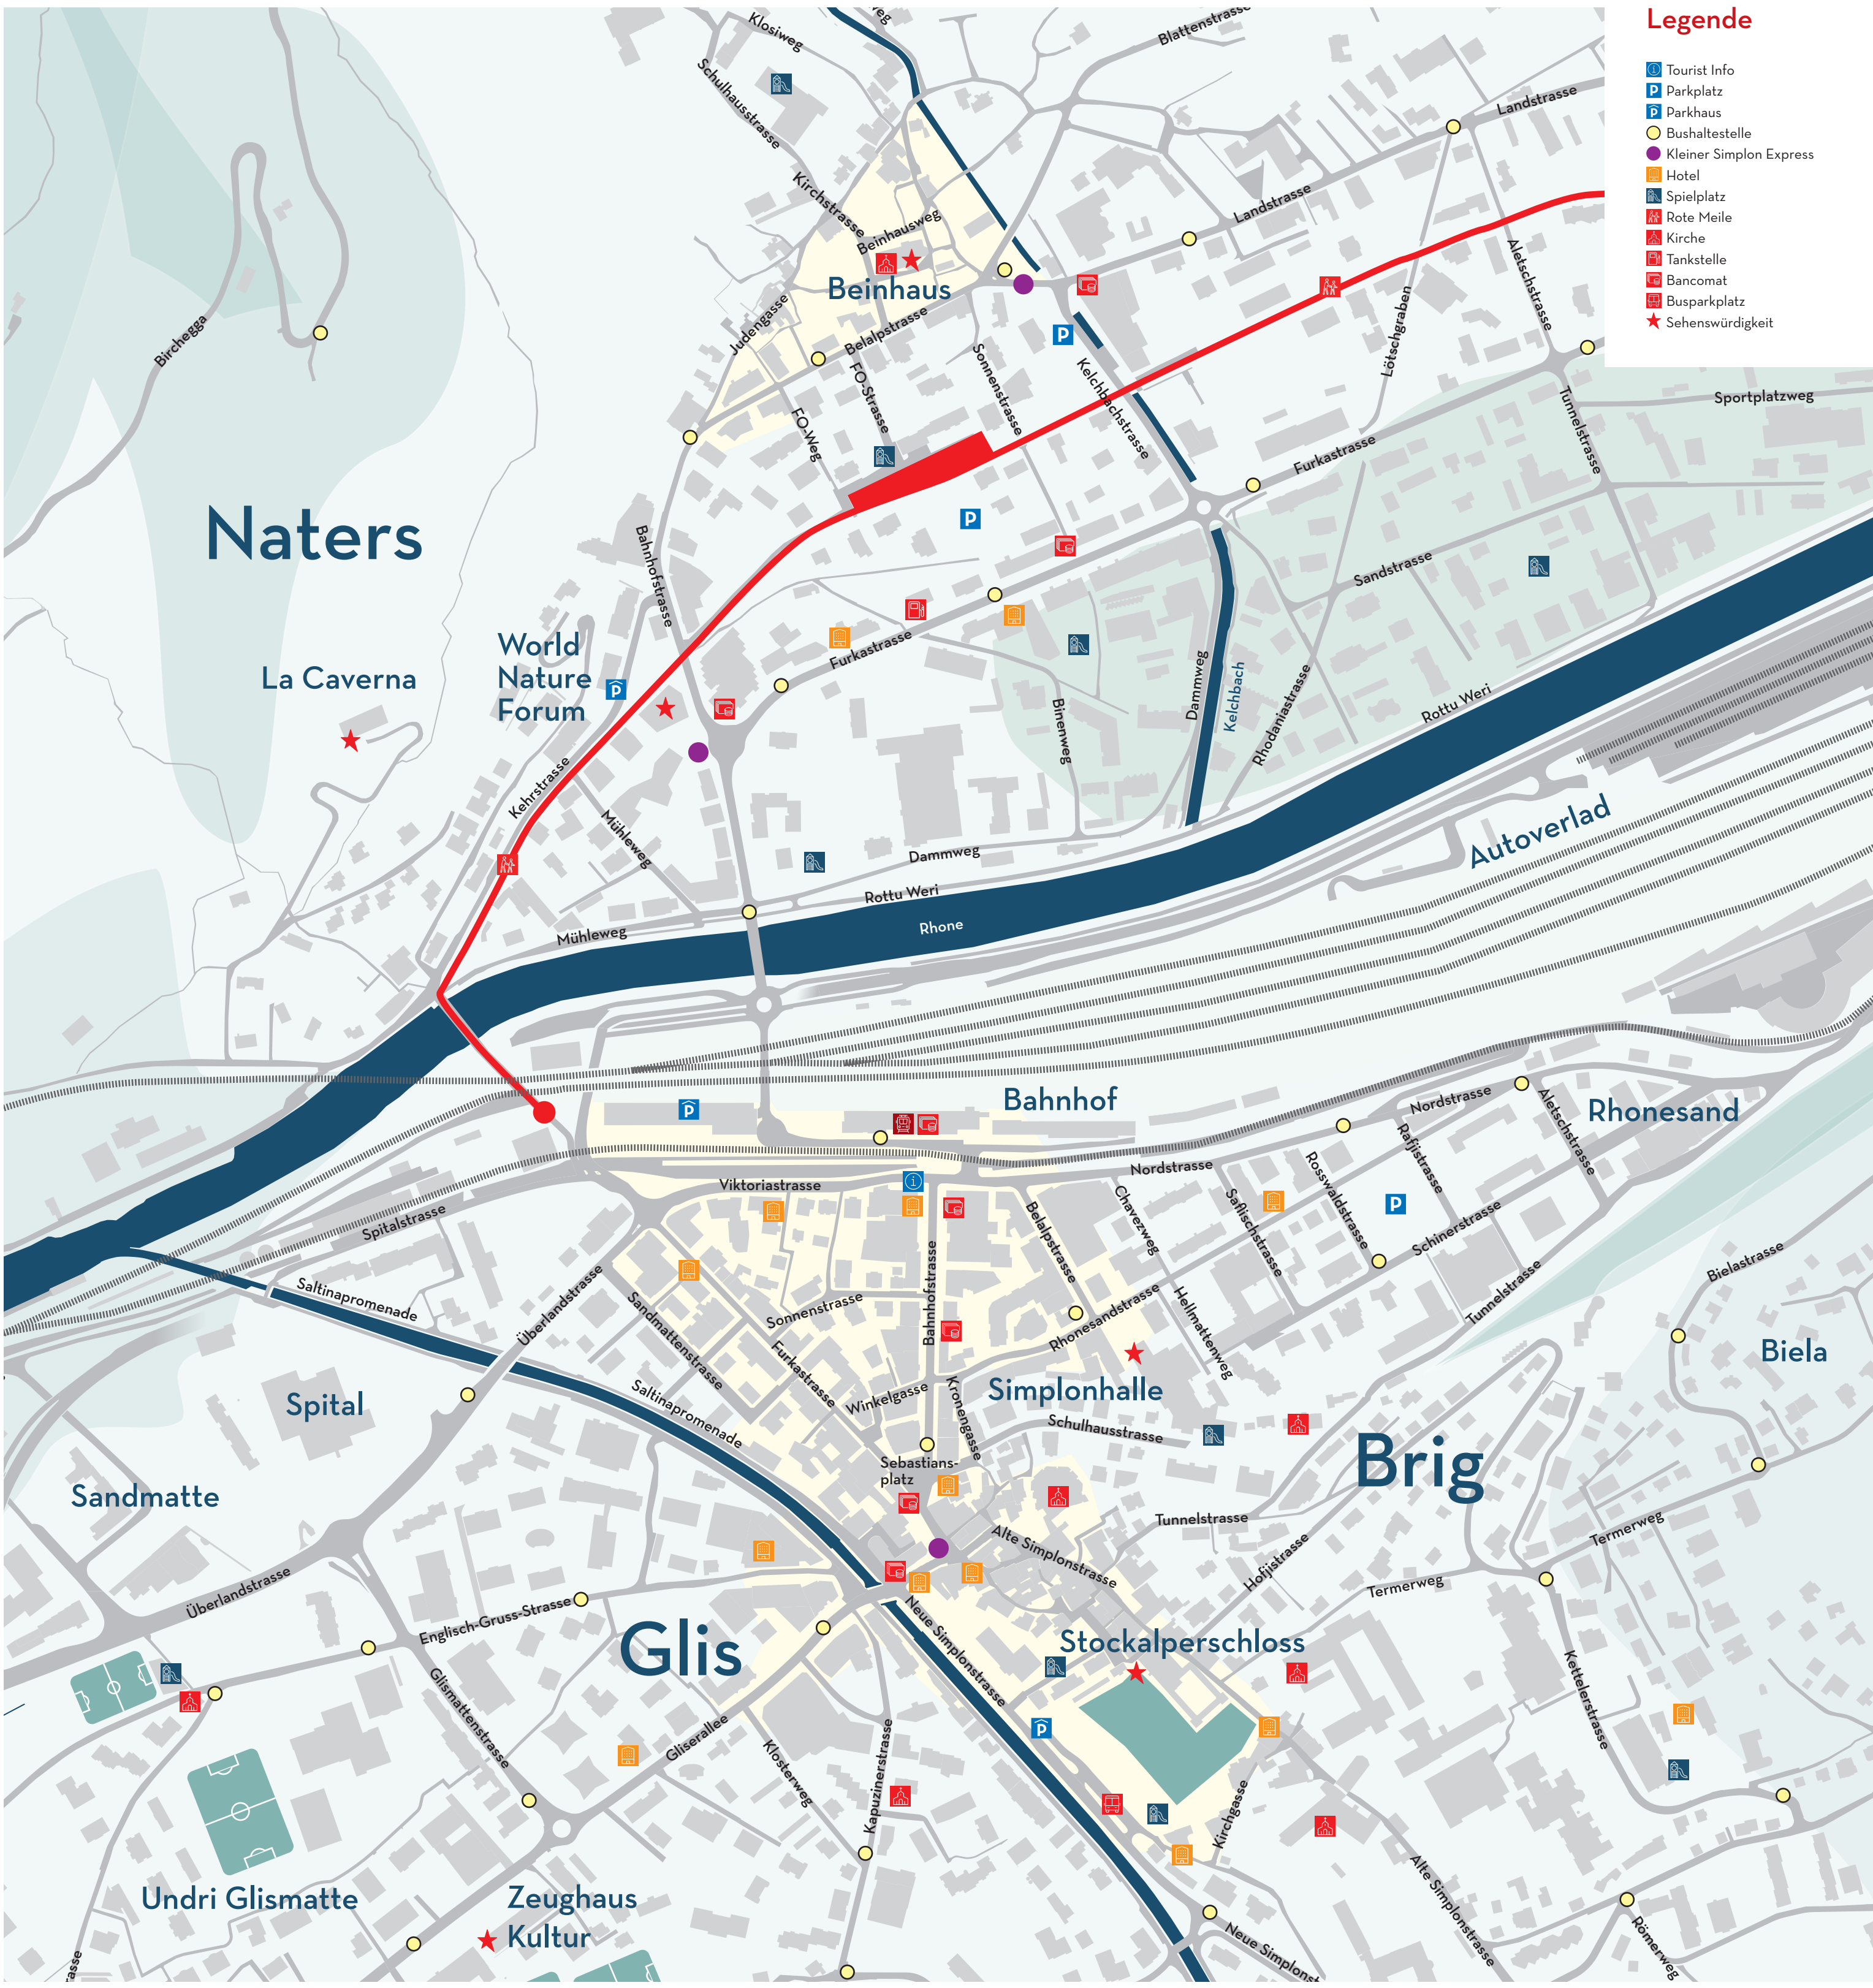 Legende
Tourist Info
Parkplatz
Parkhaus
Bushaltestelle
Kleiner Simplon Express
Hotel
Spielplatz
Rote Meile
Kirche
Tankstelle
Bancomat
Busparkplatz
Sehenswürdigkeit
Klosiweg
weg
Blattenstrasse
Schulhausstrasse
Landstrasse
Kirchstrasse
Beinhausweg
Landstrasse
Beinhaus
Aletschstrasse
Judengasse
Belalpstrasse
Birchegga
FO-Strasse
Sonnenstrasse
Kelchbachstrasse
Lötschgraben
Tunnelstrasse
Sportplatzweg
FO-Weg
Furkastrasse
Naters
Bahnhofstrasse
Sandstrasse
World
Nature
Forum
La Caverna
Furkastrasse
Binenweg
Dammweg
Kelchbach
Rhodaniastrasse
Rottu Weri
Kehrstrasse
Mühleweg
Autoverlad
Dammweg
Rottu Weri
Mühleweg
Rhone
Bahnhof
Nordstrasse
Aletschstrasse
Rhonesand
Rafjistrasse
Nordstrasse
Rosswaldstrasse
Viktoriastrasse
Spitalstrasse
Belalpstrasse
Chavezweg
Saflischstrasse
Schinerstrasse
Bielastrasse
Saltinapromenade
Überlandstrasse
Sandmattenstrasse
Sonnenstrasse
Bahnhofstrasse
Rhonesandstrasse
Hellmattenweg
Tunnelstrasse
Biela
Furkastrasse
Spital
Saltinapromenade
Winkelgasse
Kronengasse
Simplonhalle
Schulhausstrasse
Brig
Sebastians-
platz
Sandmatte
Alte Simplonstrasse
Tunnelstrasse
Termerweg
Hofjistrasse
Termerweg
Überlandstrasse
Englisch-Gruss-Strasse
Glis
Neue Simplonstrasse
Stockalperschloss
Kettelerstrasse
Glismattenstrasse
Gliserallee
Klosterweg
Kapuzinerstrasse
Kirchgasse
Undri Glismatte
Zeughaus
Kultur
Alte Simplonstrasse
Neue Simplonst
Römerweg
rasse